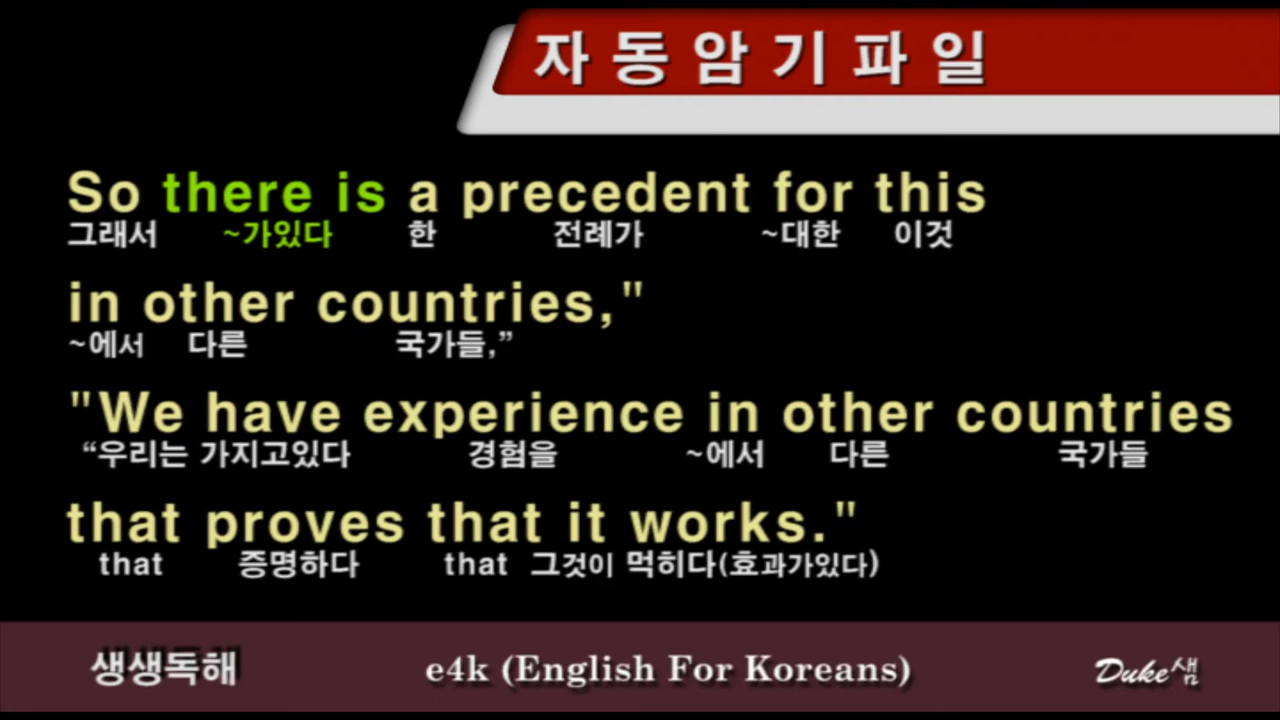 자동암기파일
So there is a precedent for this
그래서 ~가있다 한 전례가 ~대한 이것
in other countries,"
~에서 다른 국가들,”
"We have experience in other countries
“우리는 가지고있다 경험을 ~에서 다른 국가들
that proves that it works."
that 증명하다 that 그것이 먹히다(효과가있다)
생생독해 e4k (English For Koreans) Duke샘